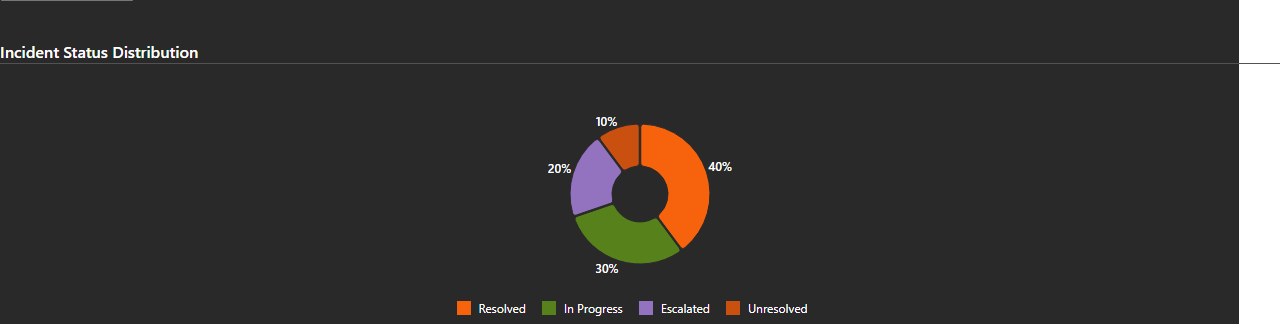 Incident Status Distribution
10%
40%
20%
30%
Resolved In Progress Escalated Unresolved